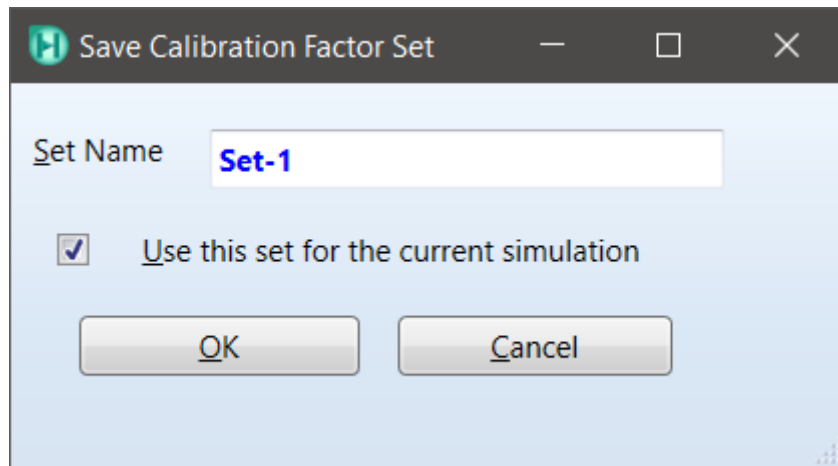 Save Calibration Factor Set
Set Name Set-1
Use this set for the current simulation
OK Cancel